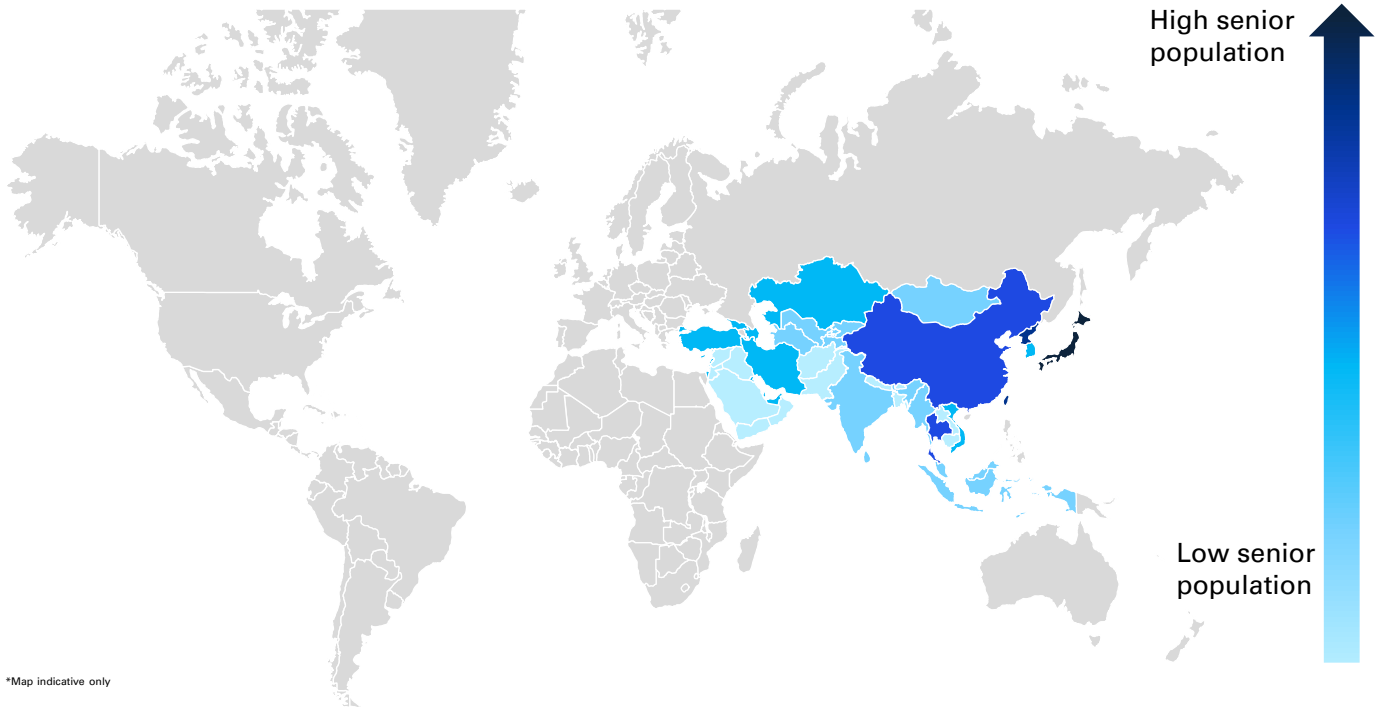 High senior
population
Low senior
population
*Map indicative only